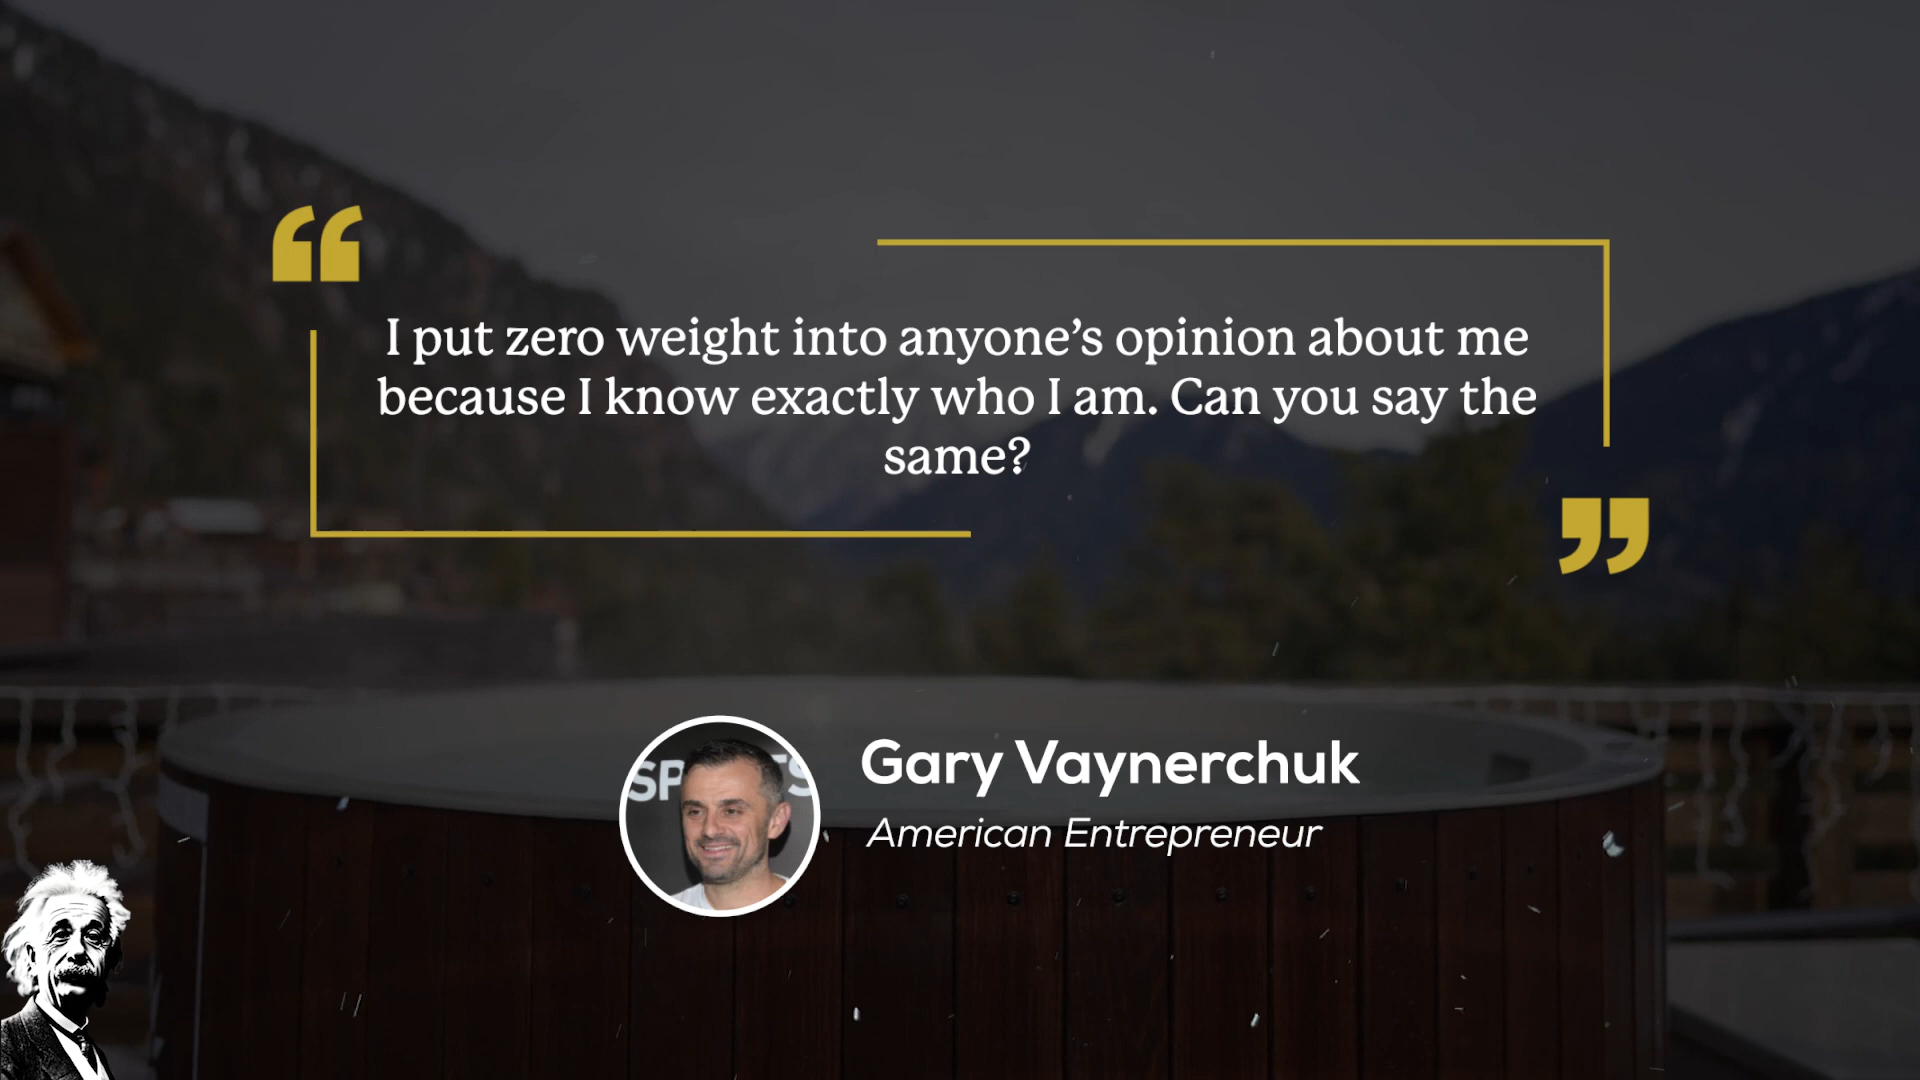 I put zero weight into anyone’s opinion about me
because I know exactly who I am. Can you say the
same?
Gary Vaynerchuk
American Entrepreneur